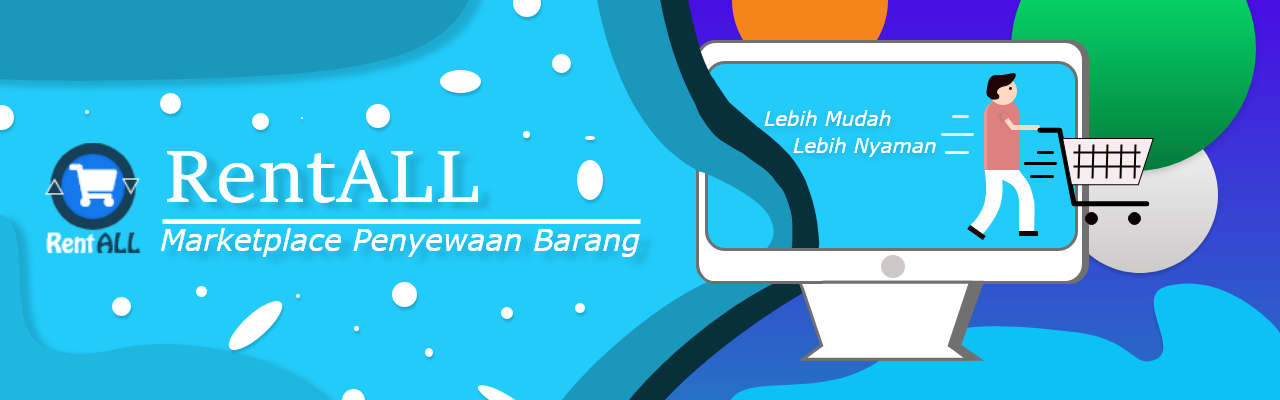 RentALL
Marketplace Penyewaan Barang
RentALL
Lebih Mudah
Lebih Nyaman